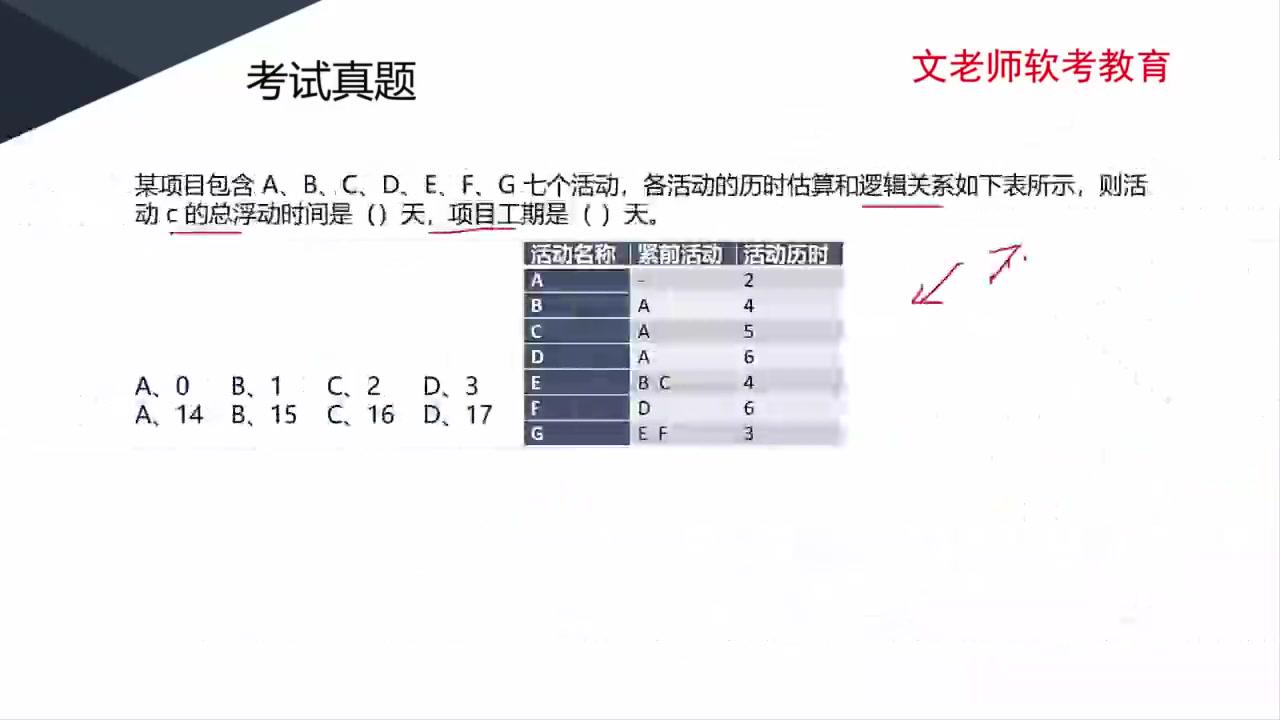 考试真题
文老师软考教育
某项目包含 A、B、C、D、E、F、G 七个活动，各活动的历时估算和逻辑关系如下表所示，则活
动 c 的总浮动时间是（）天，项目工期是（ ）天。
活动名称 紧前活动 活动历时
A - 2
B A 4
C A 5
D A 6
E B C 4
F D 6
G E F 3
A、0 B、1 C、2 D、3
A、14 B、15 C、16 D、17